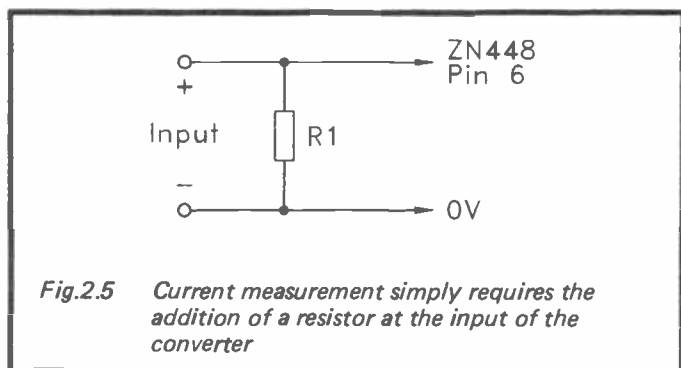 ZN448
Pin 6
+
Input
R1
−
0V
Fig.2.5 Current measurement simply requires the
addition of a resistor at the input of the
converter